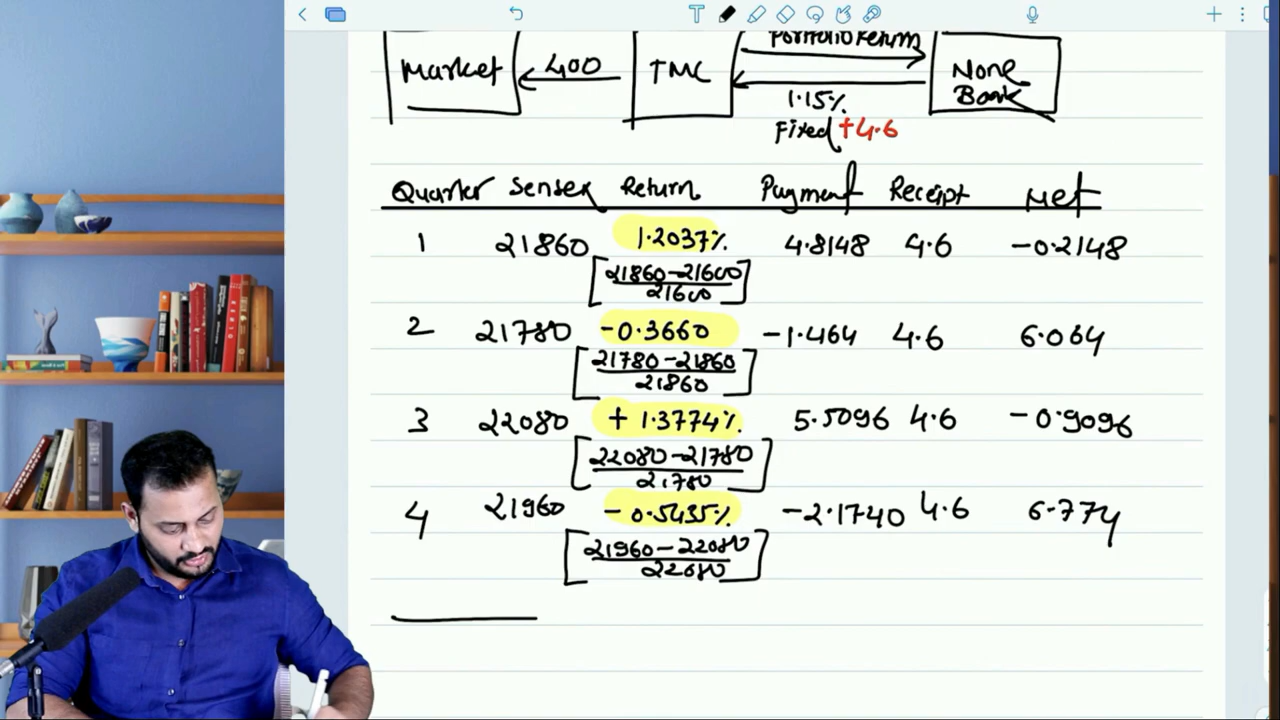 Portfolio Return
Market 400 TMC None Bank
1.15%
Fixed +4.6
Quarter Sensex Return Payment Receipt Net
1 21860 1.2037% 4.8148 4.6 -0.2148
[21860-21600
21600]
2 21780 -0.3660 -1.464 4.6 6.064
[21780-21860
21860]
3 22080 +1.3774% 5.5096 4.6 -0.9096
[22080-21780
21780]
4 21960 -0.5435% -2.1740 4.6 6.774
[21960-22080
22080]